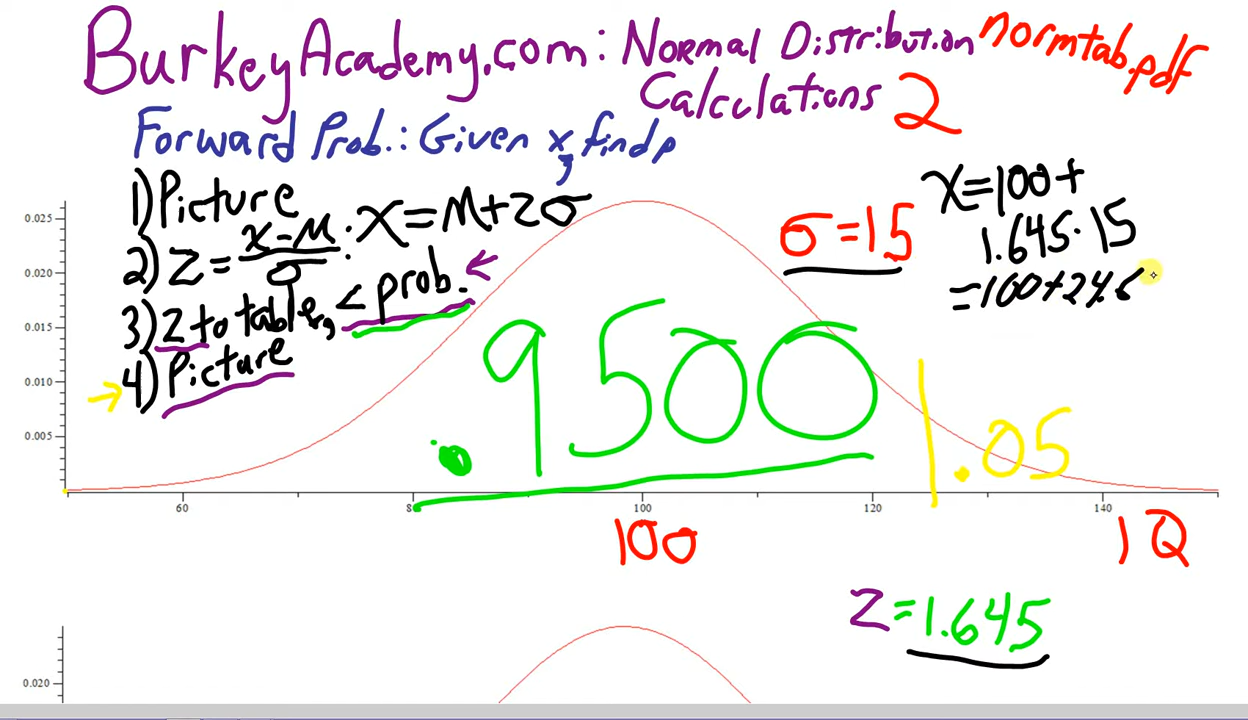 BurkeyAcademy.com: Normal Distribution normtab.pdf
Calculations 2
Forward Prob.: Given x, find p
1) Picture
2) Z = x-M / σ · X = M + Zσ
3) Z to table, < prob. ←
→ 4) Picture
σ = 15
X = 100 +
1.645 · 15
= 100 + 24.6
.9500
.05
0.025
0.020
0.015
0.010
0.005
60 80 100 120 140
100
IQ
Z = 1.645
0.020